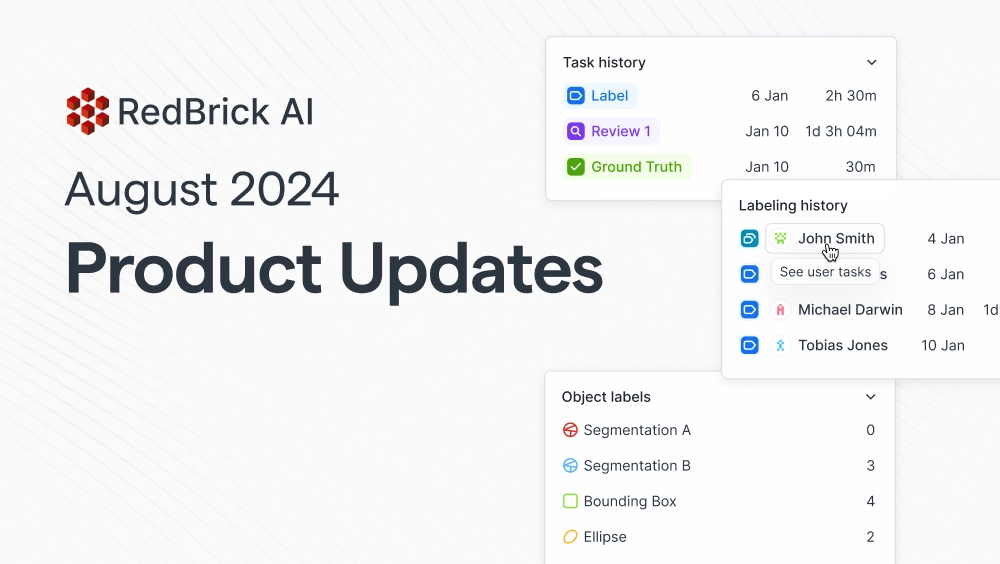 RedBrick AI
August 2024
Product Updates
Task history
Label 6 Jan 2h 30m
Review 1 Jan 10 1d 3h 04m
Ground Truth Jan 10 30m
Labeling history
John Smith 4 Jan
See user tasks s 6 Jan
Michael Darwin 8 Jan 1d
Tobias Jones 10 Jan
Object labels
Segmentation A 0
Segmentation B 3
Bounding Box 4
Ellipse 2